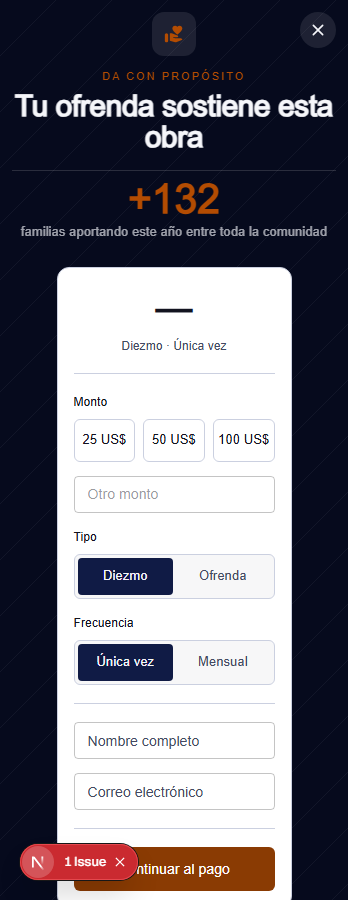 DA CON PROPÓSITO
Tu ofrenda sostiene esta
obra
+132
familias aportando este año entre toda la comunidad
—
Diezmo · Única vez
Monto
25 US$ 50 US$ 100 US$
Otro monto
Tipo
Diezmo Ofrenda
Frecuencia
Única vez Mensual
Nombre completo
Correo electrónico
N 1 Issue ntinuar al pago